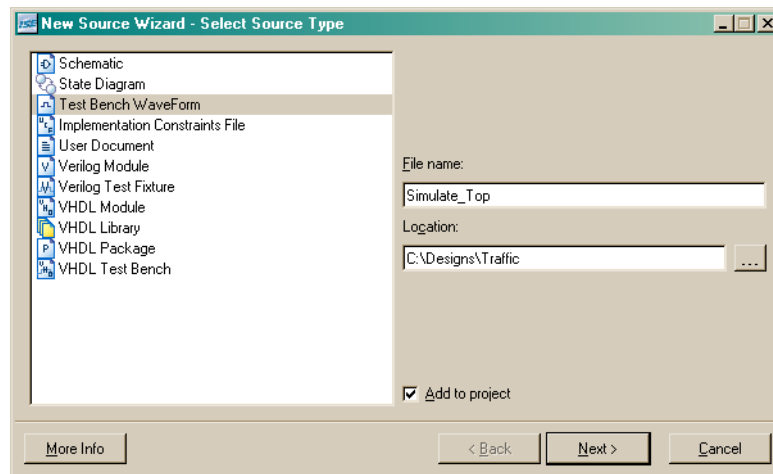 ISE New Source Wizard - Select Source Type
Schematic
State Diagram
Test Bench WaveForm
Implementation Constraints File
User Document
Verilog Module
Verilog Test Fixture
VHDL Module
VHDL Library
VHDL Package
VHDL Test Bench
File name:
Simulate_Top
Location:
C:\Designs\Traffic
...
Add to project
More Info
< Back
Next >
Cancel